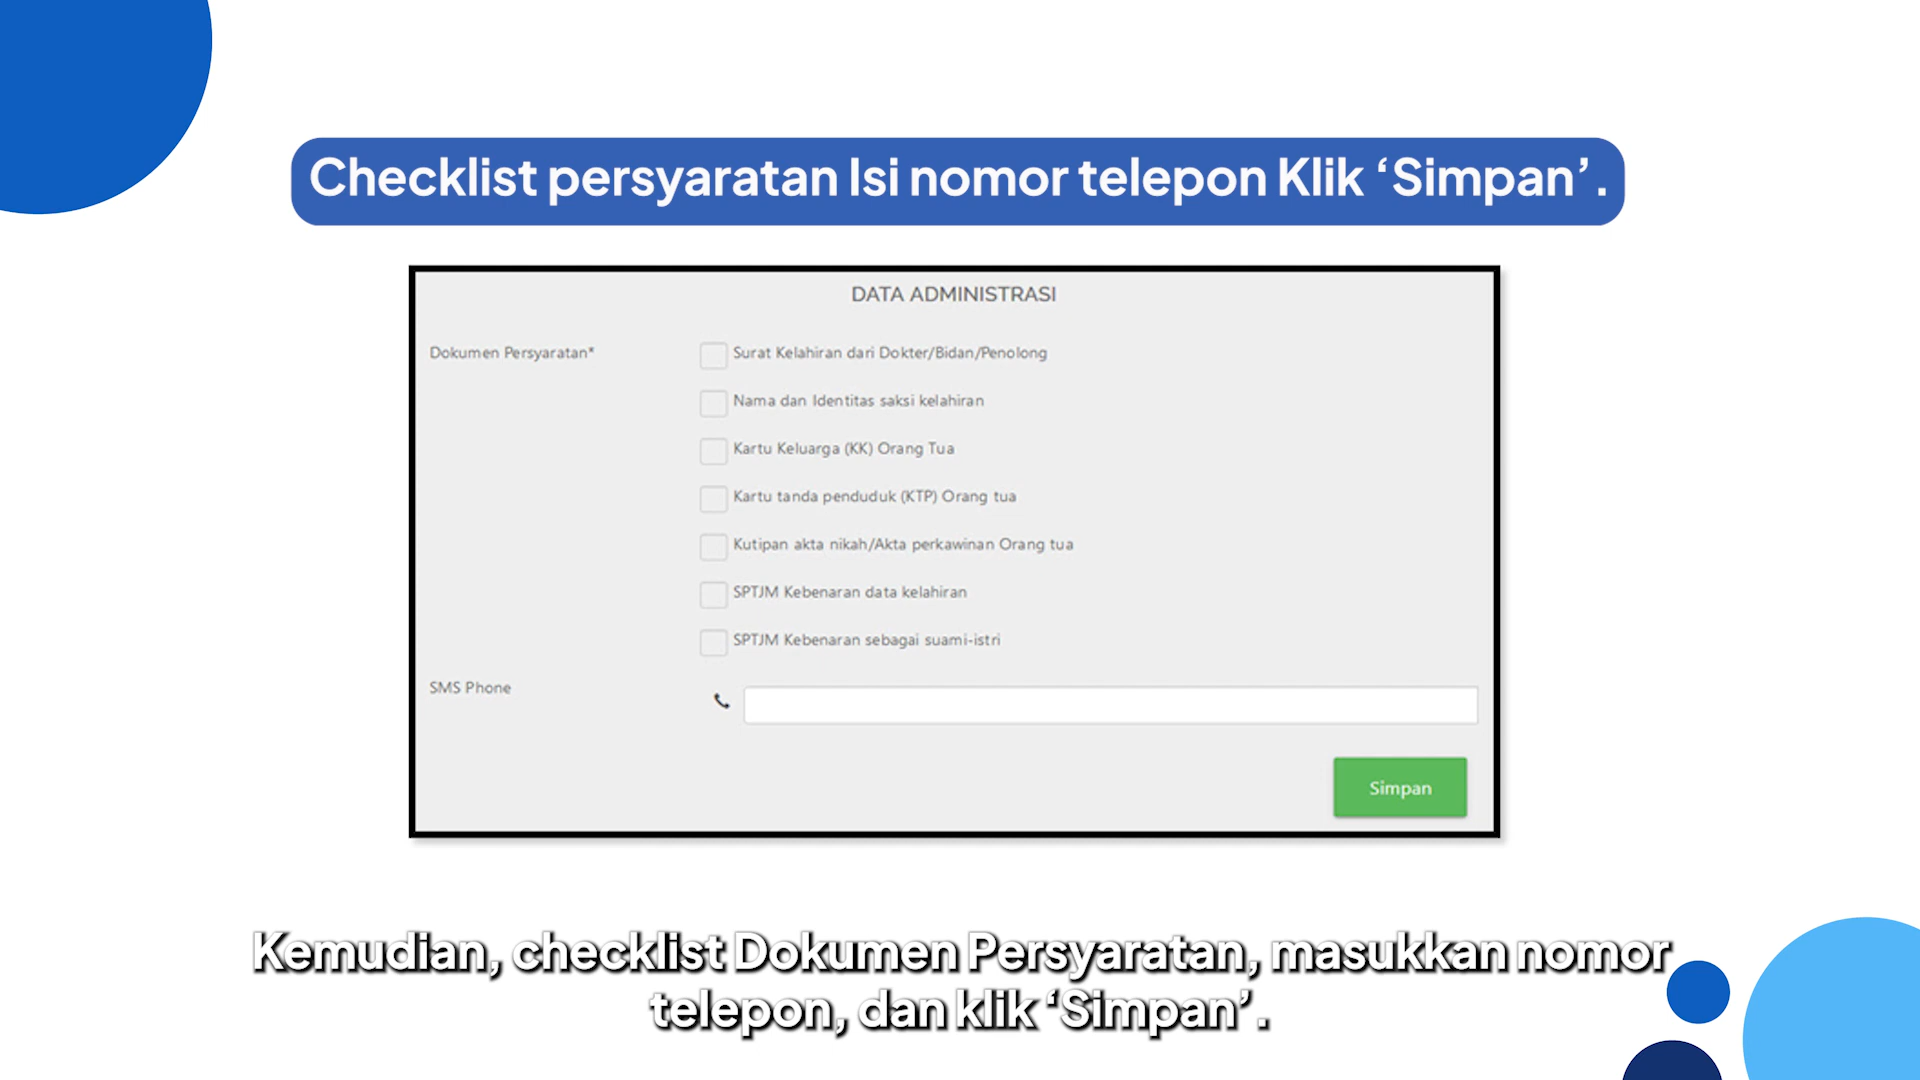 Checklist persyaratan Isi nomor telepon Klik ‘Simpan’.
DATA ADMINISTRASI
Dokumen Persyaratan*
Surat Kelahiran dari Dokter/Bidan/Penolong
Nama dan Identitas saksi kelahiran
Kartu Keluarga (KK) Orang Tua
Kartu tanda penduduk (KTP) Orang tua
Kutipan akta nikah/Akta perkawinan Orang tua
SPTJM Kebenaran data kelahiran
SPTJM Kebenaran sebagai suami-istri
SMS Phone
Simpan
Kemudian, checklist Dokumen Persyaratan, masukkan nomor
telepon, dan klik ‘Simpan’.